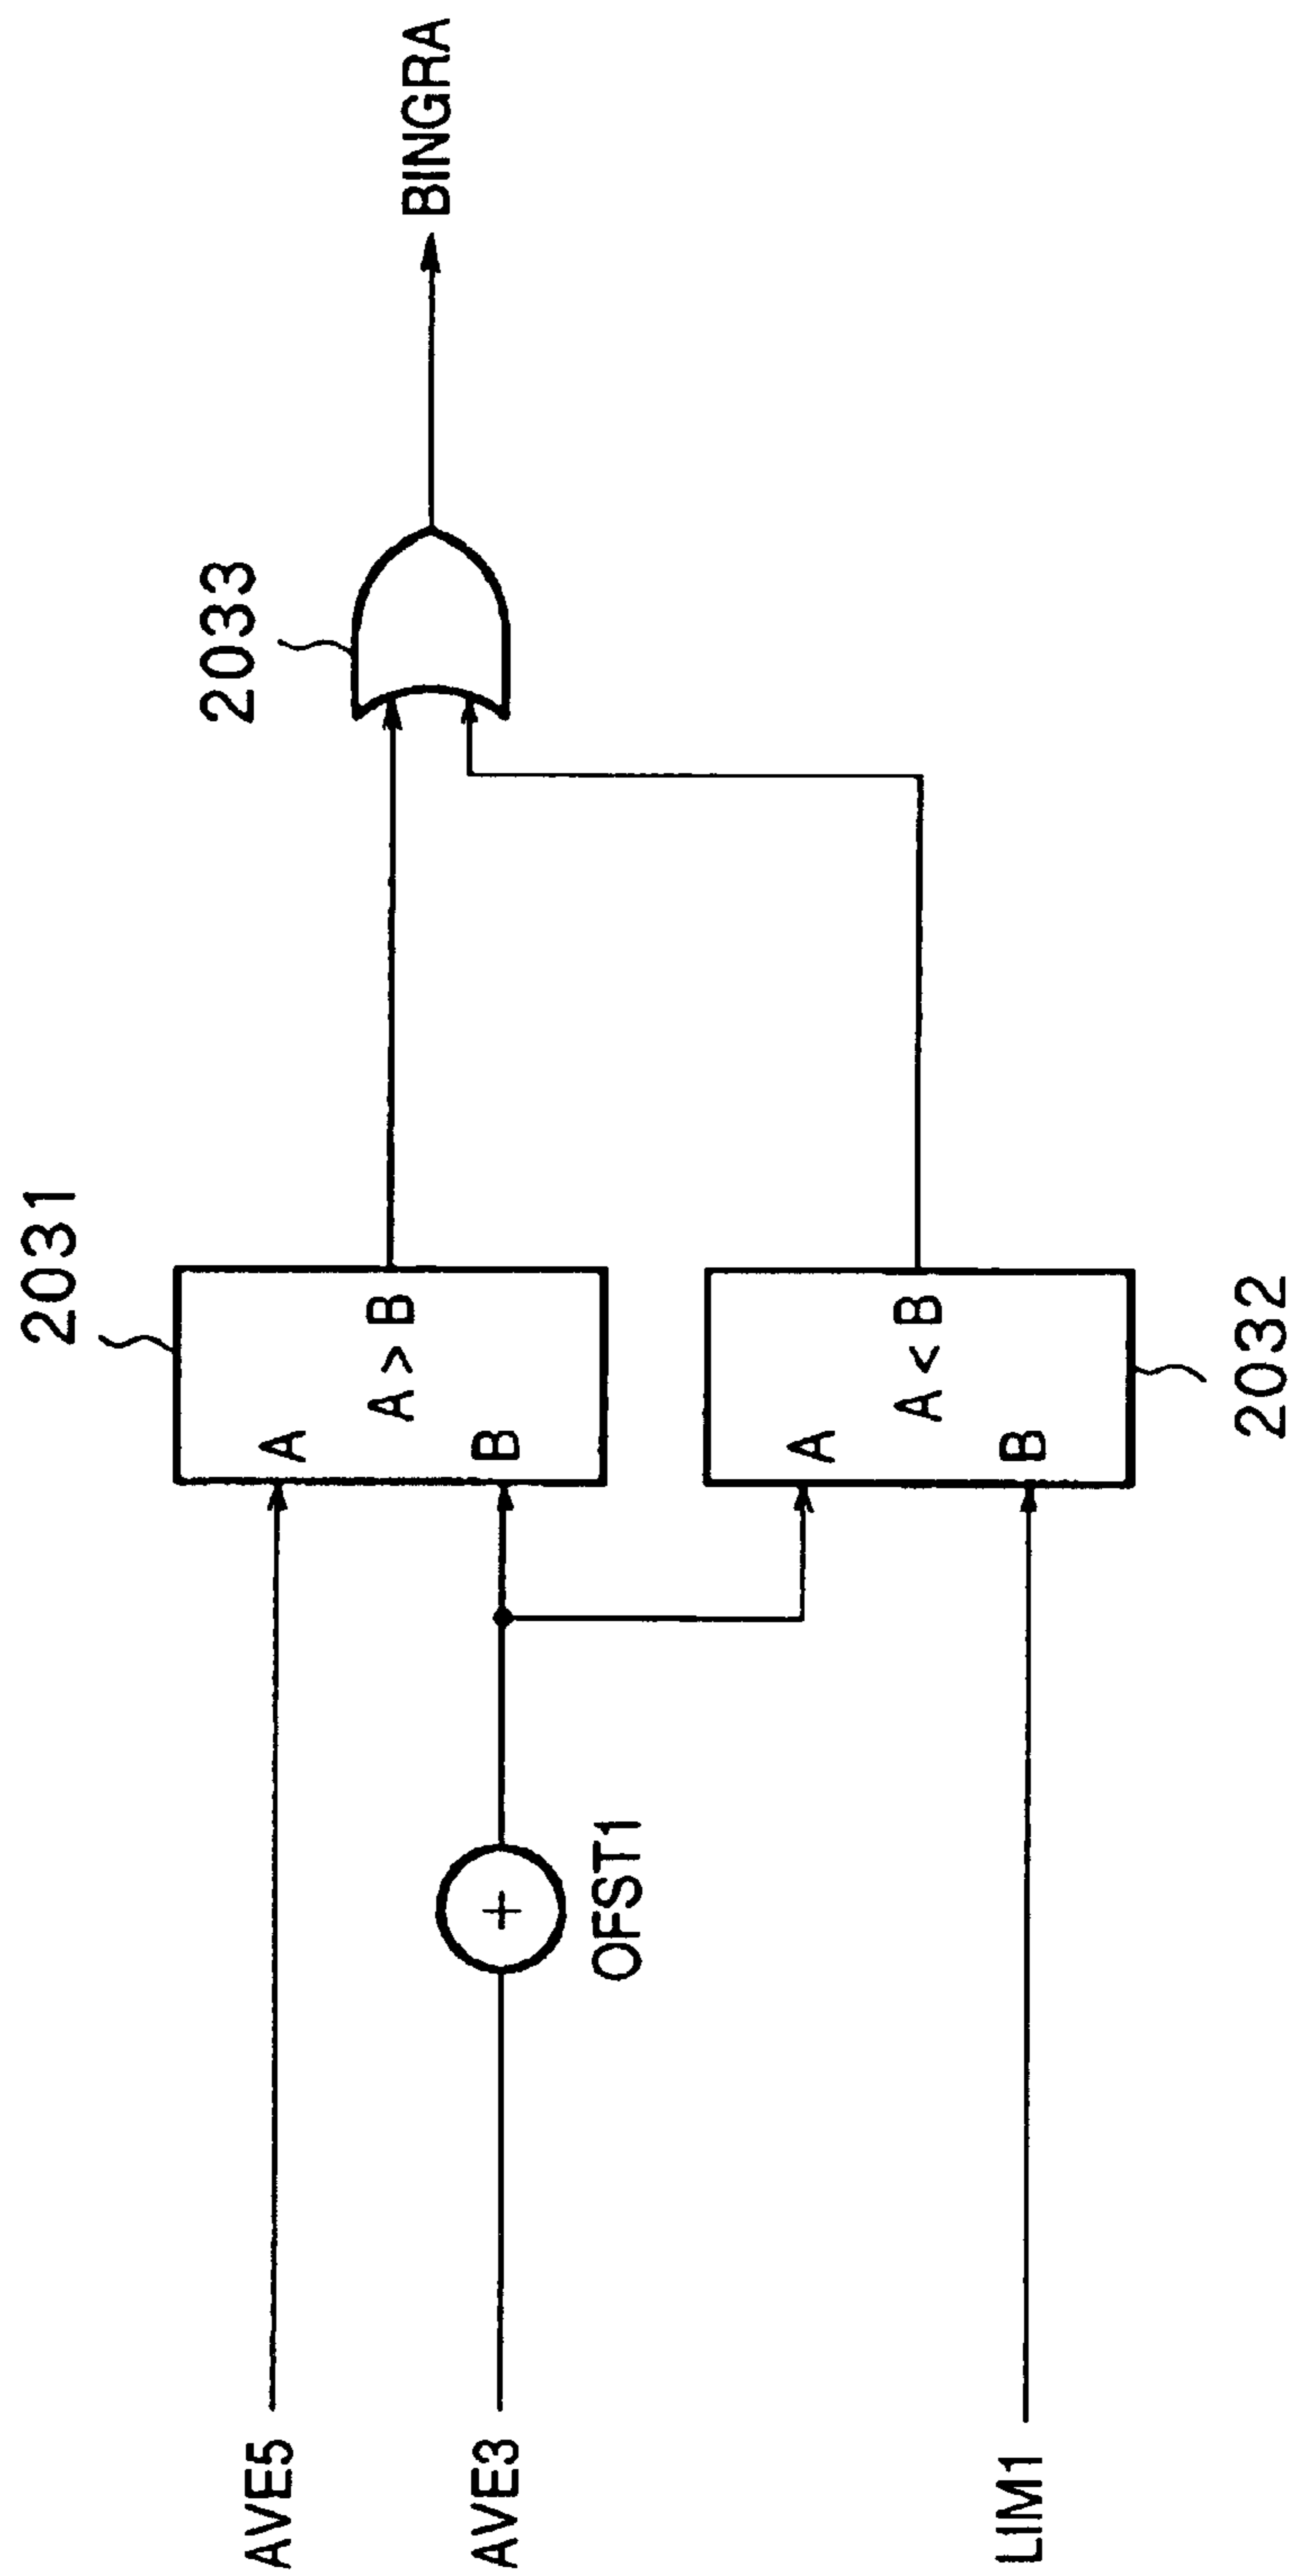 AVE5
AVE3
LIM1
OFST1
2031
A
A > B
B
A
A < B
B
2032
2033
BINGRA